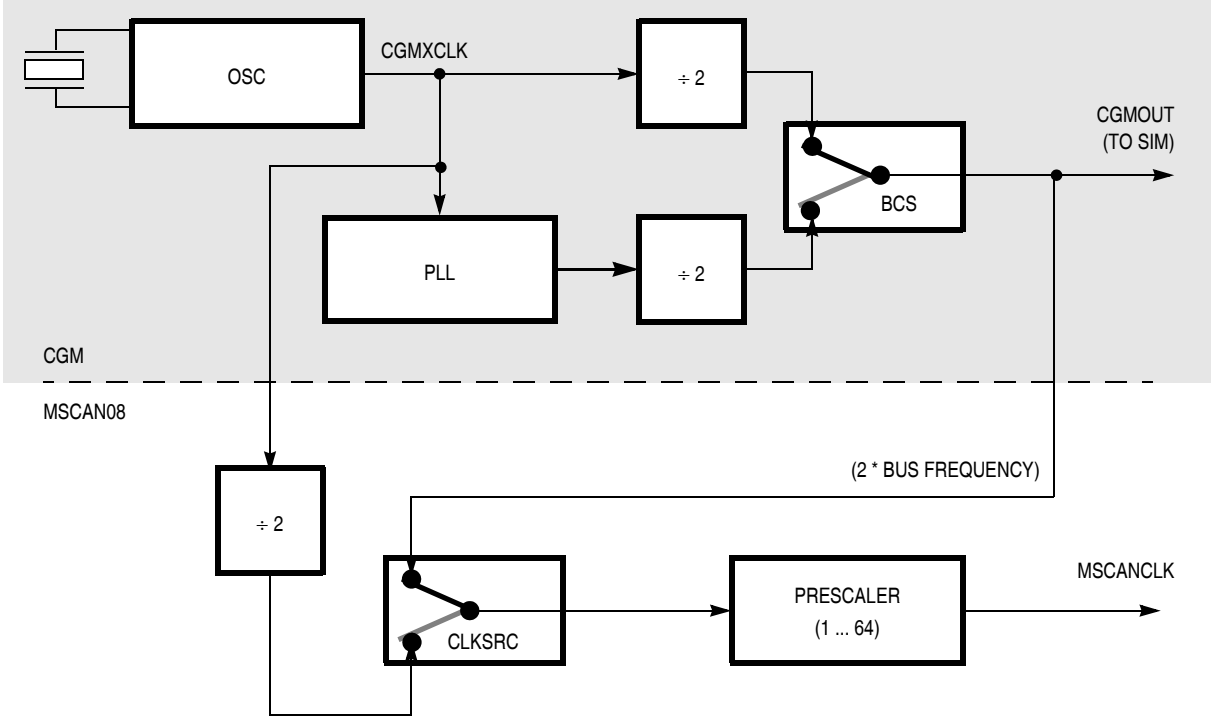 CGMXCLK
OSC
÷ 2
CGMOUT
(TO SIM)
BCS
PLL
÷ 2
CGM
MSCAN08
(2 * BUS FREQUENCY)
÷ 2
MSCANCLK
PRESCALER
(1 ... 64)
CLKSRC